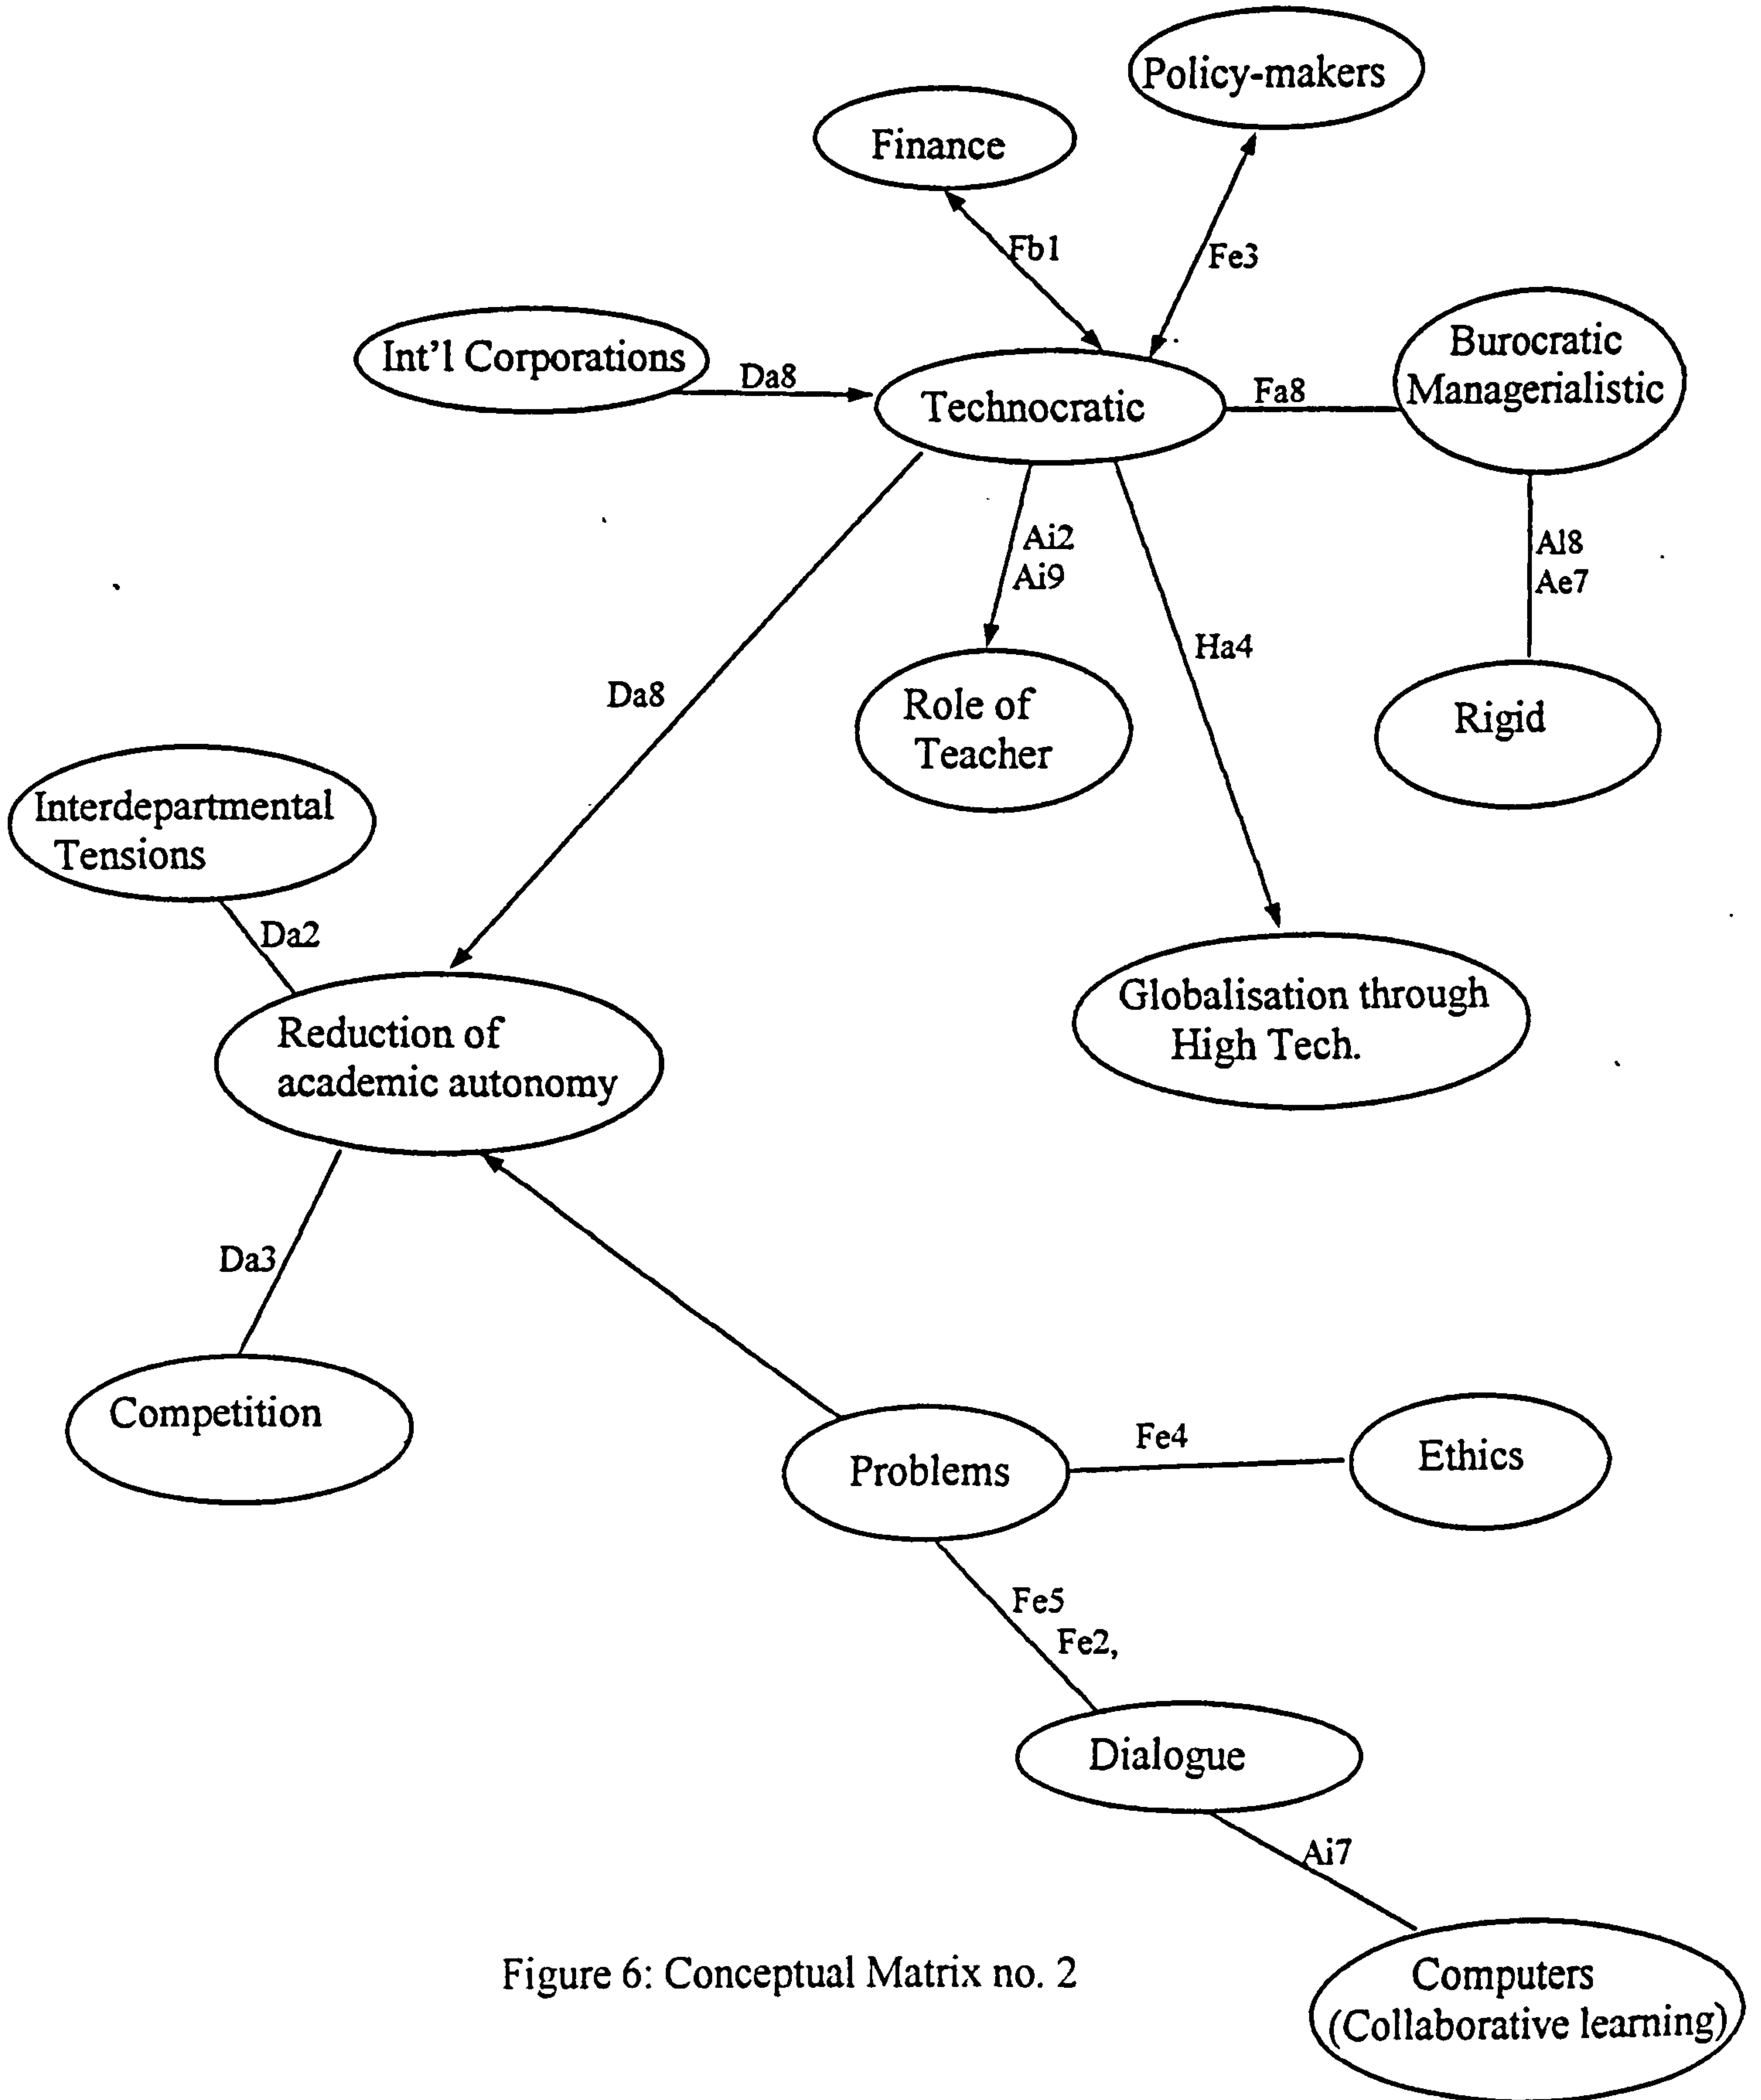 Policy-makers
Finance
Fb1
Fe3
Int'l Corporations
Da8
Technocratic
Fa8
Burocratic
Managerialistic
Ai2
Ai9
Al8
Ae7
Ha4
Da8
Role of
Teacher
Rigid
Interdepartmental
Tensions
Da2
Reduction of
academic autonomy
Globalisation through
High Tech.
Da3
Competition
Problems
Fe4
Ethics
Fe5
Fe2,
Dialogue
Ai7
Figure 6: Conceptual Matrix no. 2
Computers
(Collaborative learning)